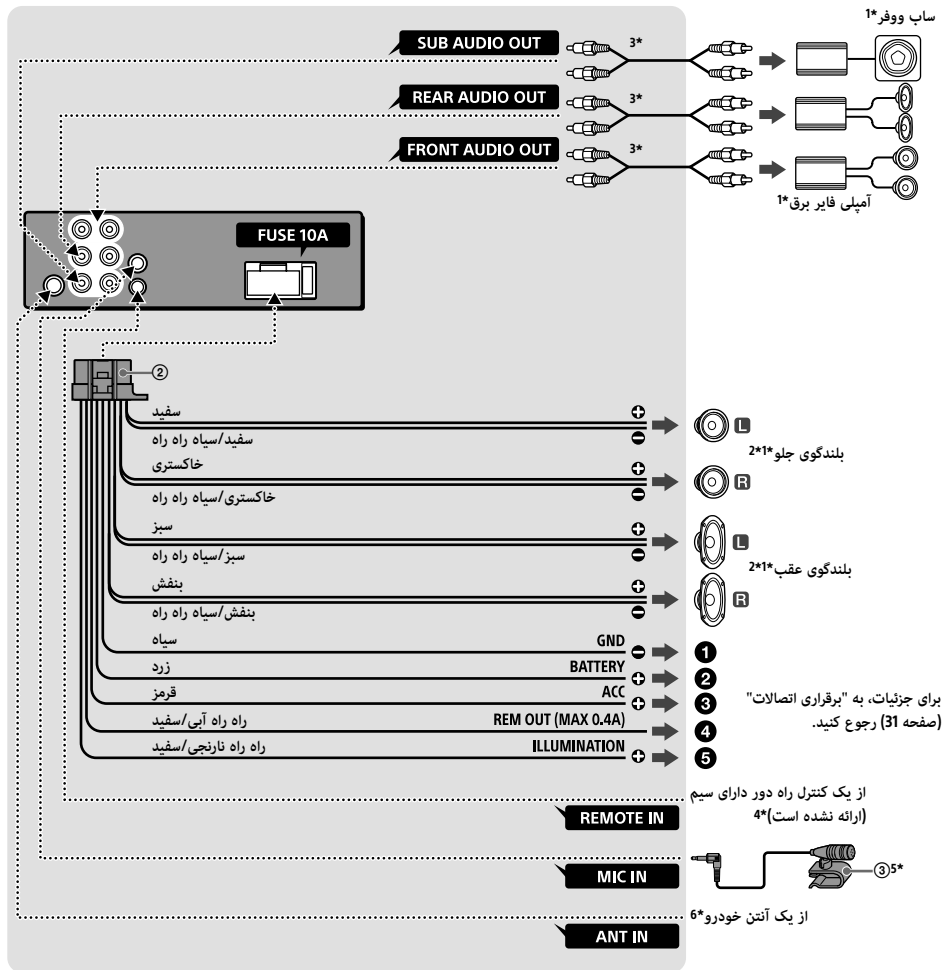 ساب ووفر*1
SUB AUDIO OUT
3*
REAR AUDIO OUT
3*
FRONT AUDIO OUT
3*
آمپلی فایر برق*1
FUSE 10A
②
سفید
سفید/سیاه راه راه
L
بلندگوی جلو*1*2
خاکستری
خاکستری/سیاه راه راه
R
سبز
سبز/سیاه راه راه
L
بلندگوی عقب*1*2
بنفش
بنفش/سیاه راه راه
R
سیاه
GND
❶
زرد
BATTERY
❷
قرمز
ACC
❸
راه راه آبی/سفید
REM OUT (MAX 0.4A)
❹
راه راه نارنجی/سفید
ILLUMINATION
❺
برای جزئیات، به "برقراری اتصالات"
(صفحه 31) رجوع کنید.
از یک کنترل راه دور دارای سیم
(ارائه نشده است)*4
REMOTE IN
③5*
MIC IN
از یک آنتن خودرو*6
ANT IN